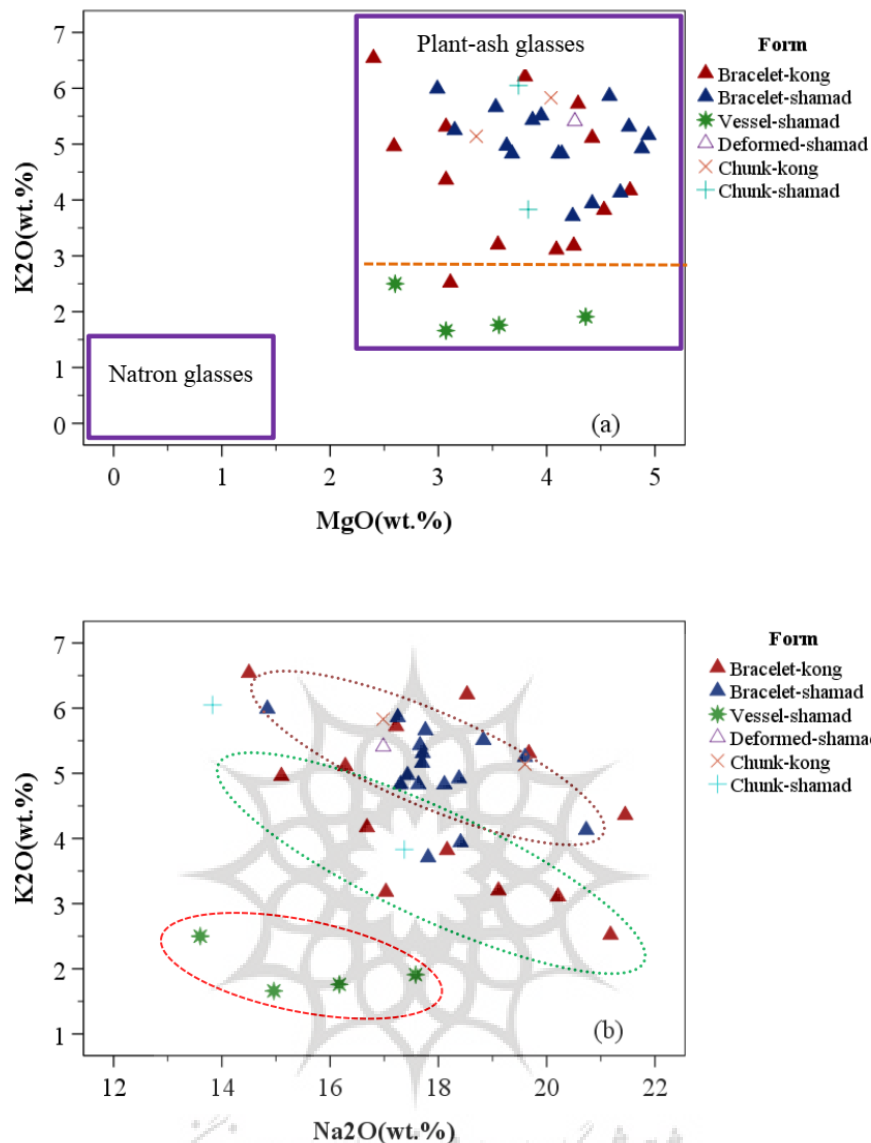 7
6
5
4
3
2
1
0
K2O(wt.%)
Plant-ash glasses
Natron glasses
(a)
0 1 2 3 4 5
MgO(wt.%)
Form
Bracelet-kong
Bracelet-shamad
Vessel-shamad
Deformed-shamad
Chunk-kong
Chunk-shamad
7
6
5
4
3
2
1
K2O(wt.%)
(b)
12 14 16 18 20 22
Na2O(wt.%)
Form
Bracelet-kong
Bracelet-shamad
Vessel-shamad
Deformed-shamad
Chunk-kong
Chunk-shamad